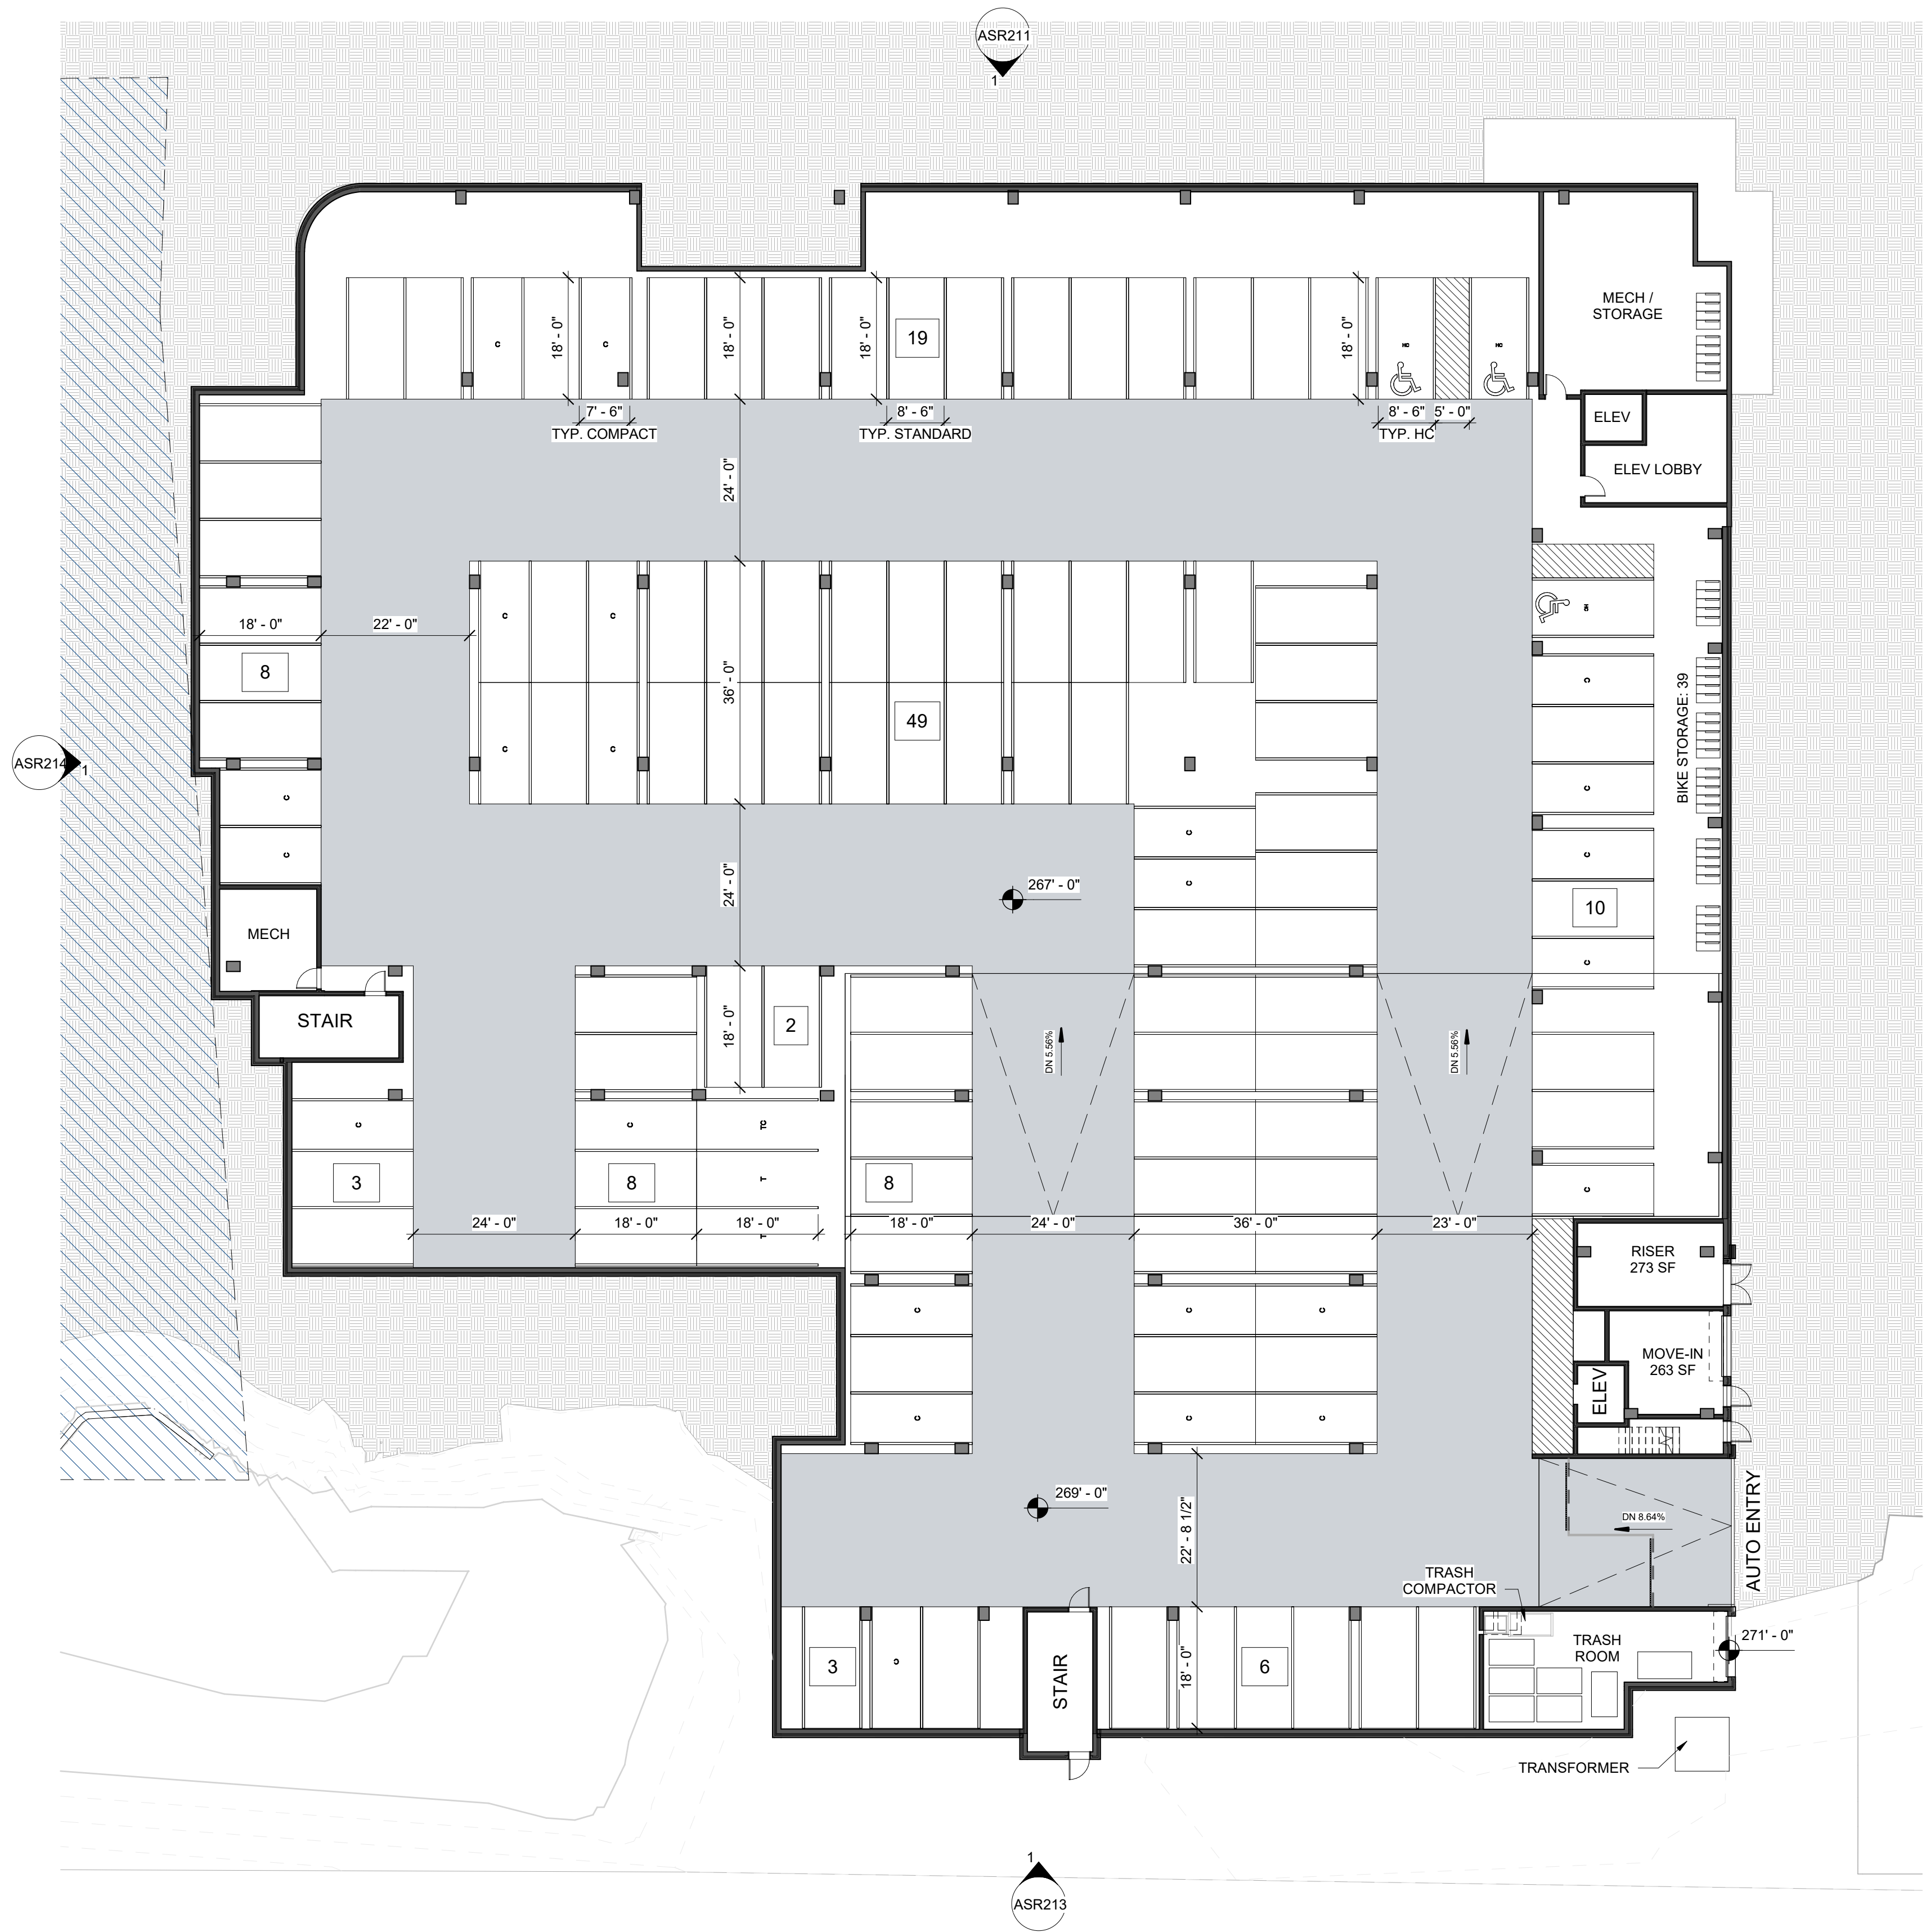 ASR211
1
MECH /
STORAGE
C
C
18' - 0"
18' - 0"
18' - 0"
19
18' - 0"
HC
HC
7' - 6"
TYP. COMPACT
8' - 6"
TYP. STANDARD
8' - 6"
5' - 0"
TYP. HC
ELEV
ELEV LOBBY
24' - 0"
18' - 0"
22' - 0"
8
C
C
36' - 0"
49
C
C
HC
C
C
C
10
C
BIKE STORAGE: 39
ASR214
1
C
C
C
C
24' - 0"
267' - 0"
MECH
STAIR
18' - 0"
2
DN 5.56%
DN 5.56%
C
C
TC
T
T
3
8
8
C
24' - 0"
18' - 0"
18' - 0"
18' - 0"
24' - 0"
36' - 0"
23' - 0"
RISER
273 SF
C
C
C
MOVE-IN
263 SF
ELEV
C
C
C
269' - 0"
22' - 8 1/2"
DN 8.64%
AUTO ENTRY
TRASH
COMPACTOR
3
C
STAIR
18' - 0"
6
TRASH
ROOM
271' - 0"
TRANSFORMER
1
ASR213